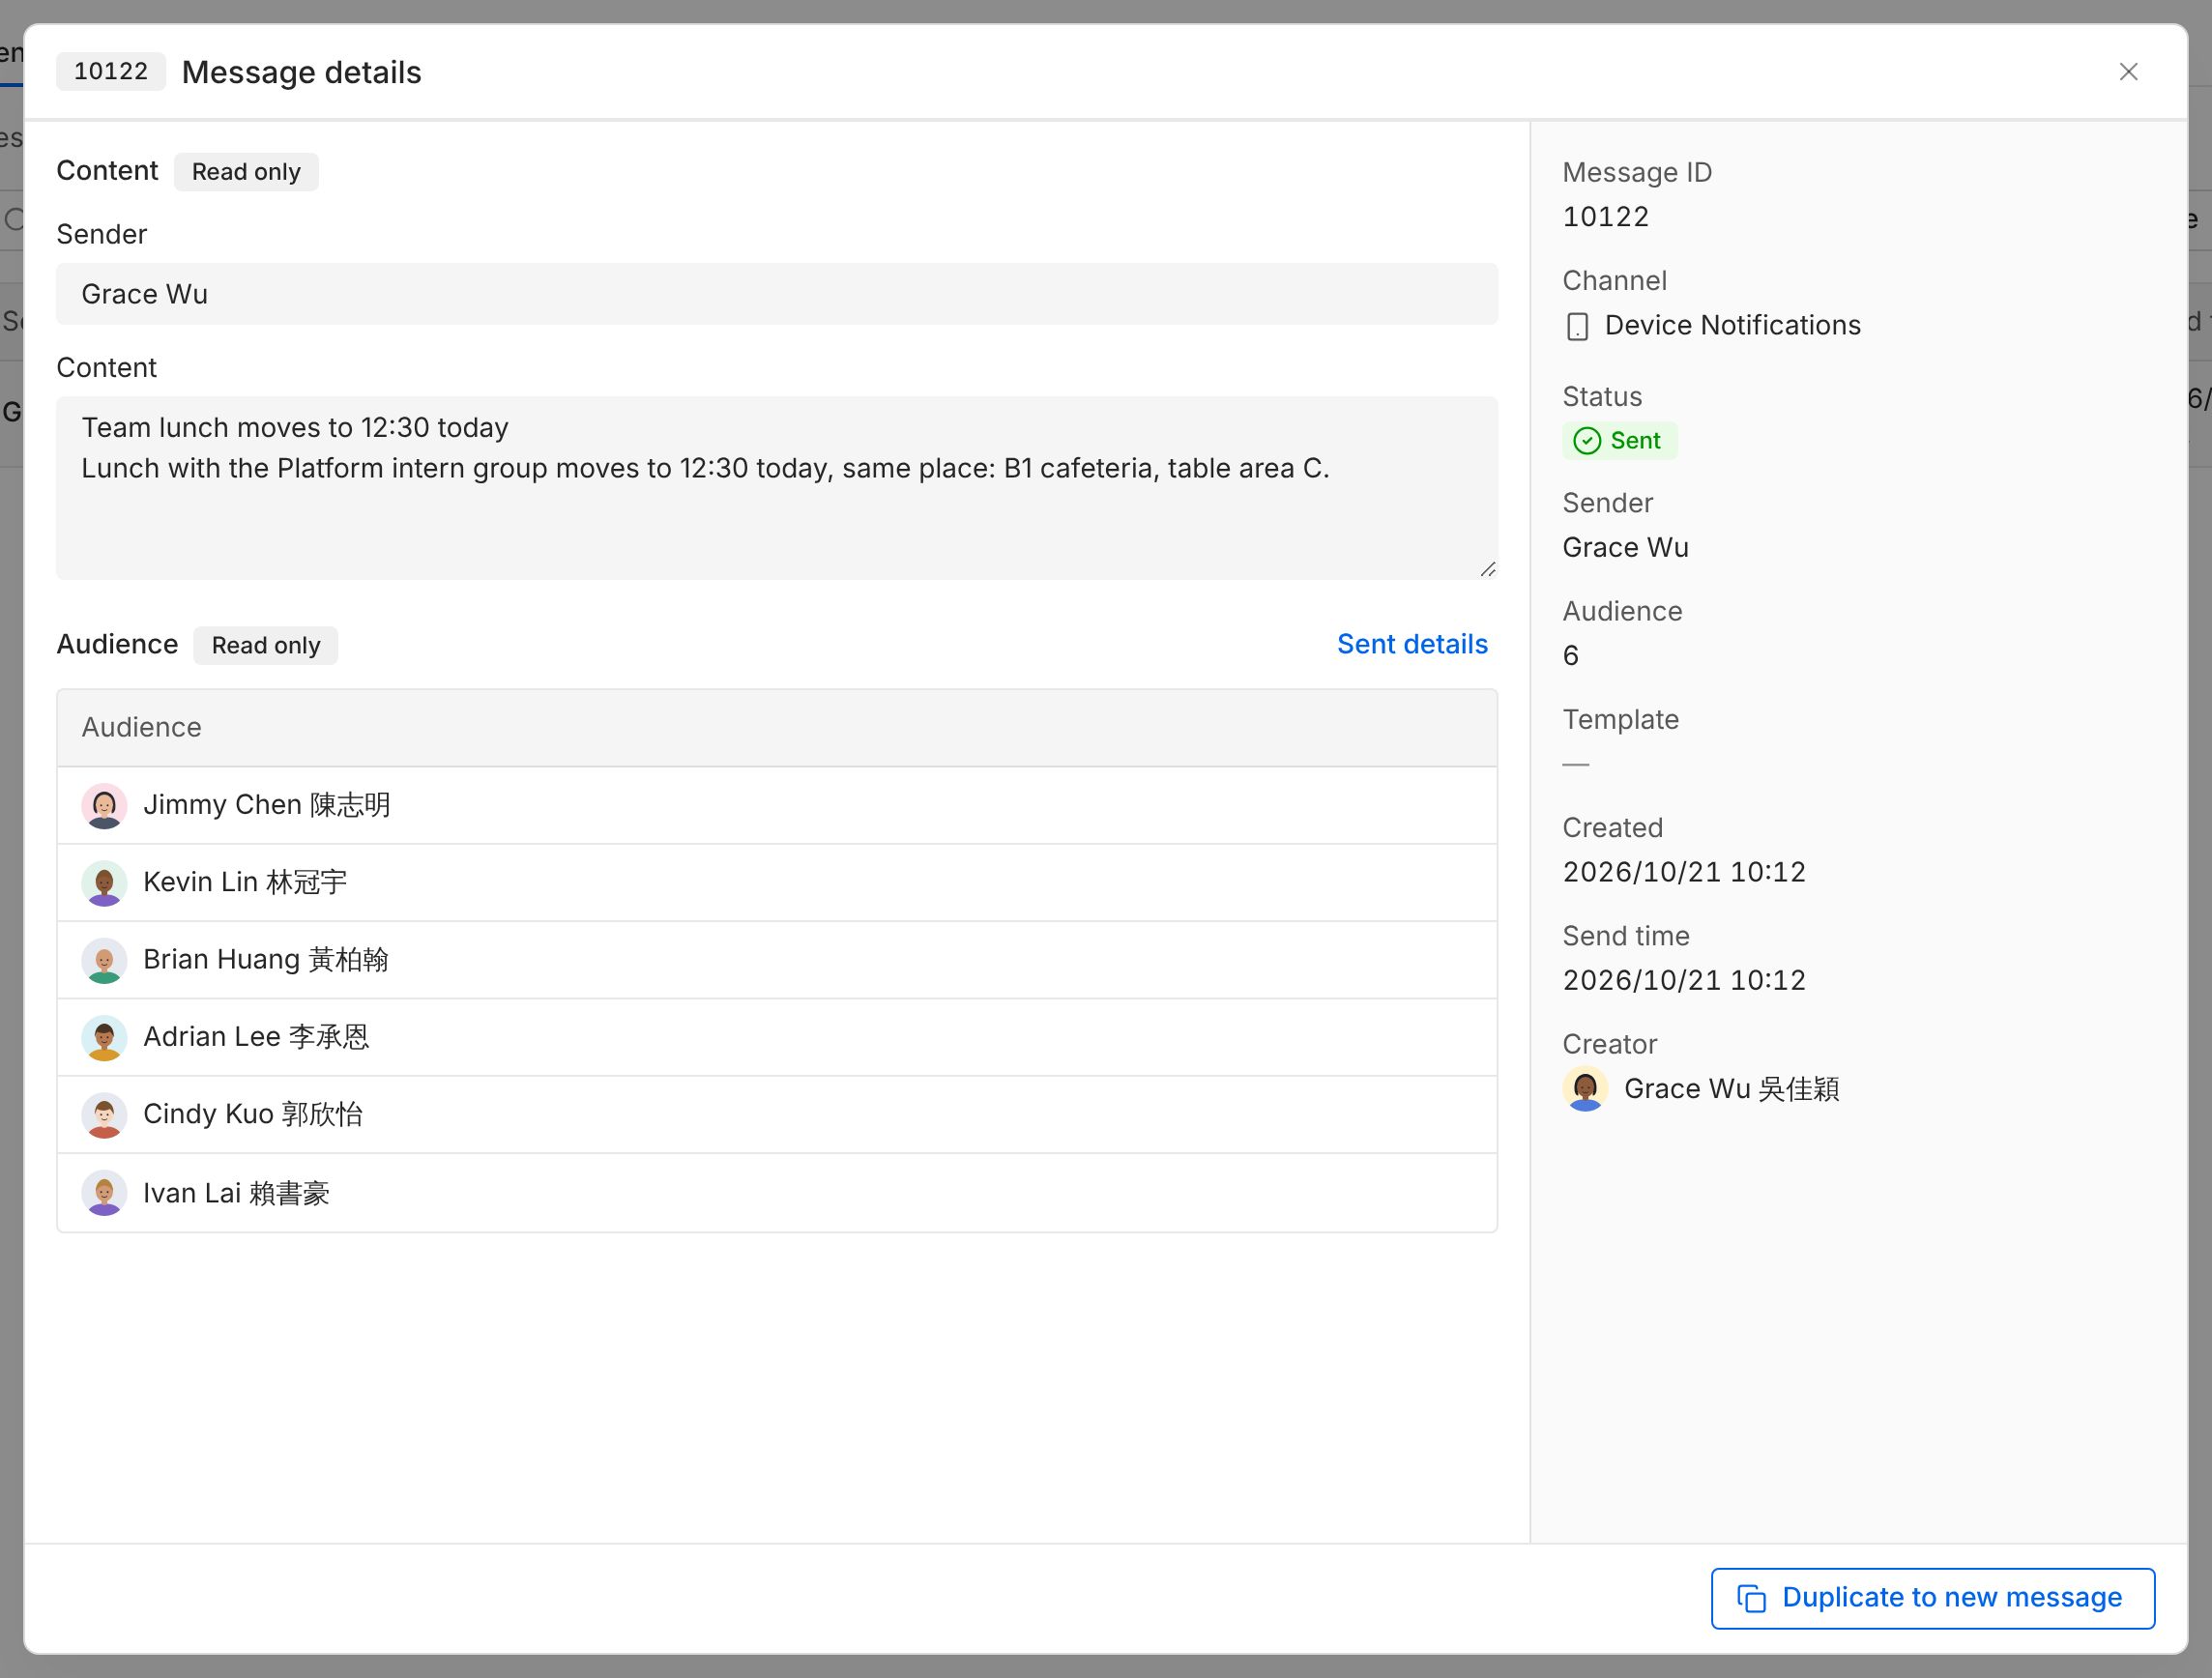 10122 Message details
Content Read only
Sender
Grace Wu
Content
Team lunch moves to 12:30 today
Lunch with the Platform intern group moves to 12:30 today, same place: B1 cafeteria, table area C.
Audience Read only Sent details
Audience
Jimmy Chen 陳志明
Kevin Lin 林冠宇
Brian Huang 黃柏翰
Adrian Lee 李承恩
Cindy Kuo 郭欣怡
Ivan Lai 賴書豪
Message ID
10122
Channel
Device Notifications
Status
Sent
Sender
Grace Wu
Audience
6
Template
—
Created
2026/10/21 10:12
Send time
2026/10/21 10:12
Creator
Grace Wu 吳佳穎
Duplicate to new message